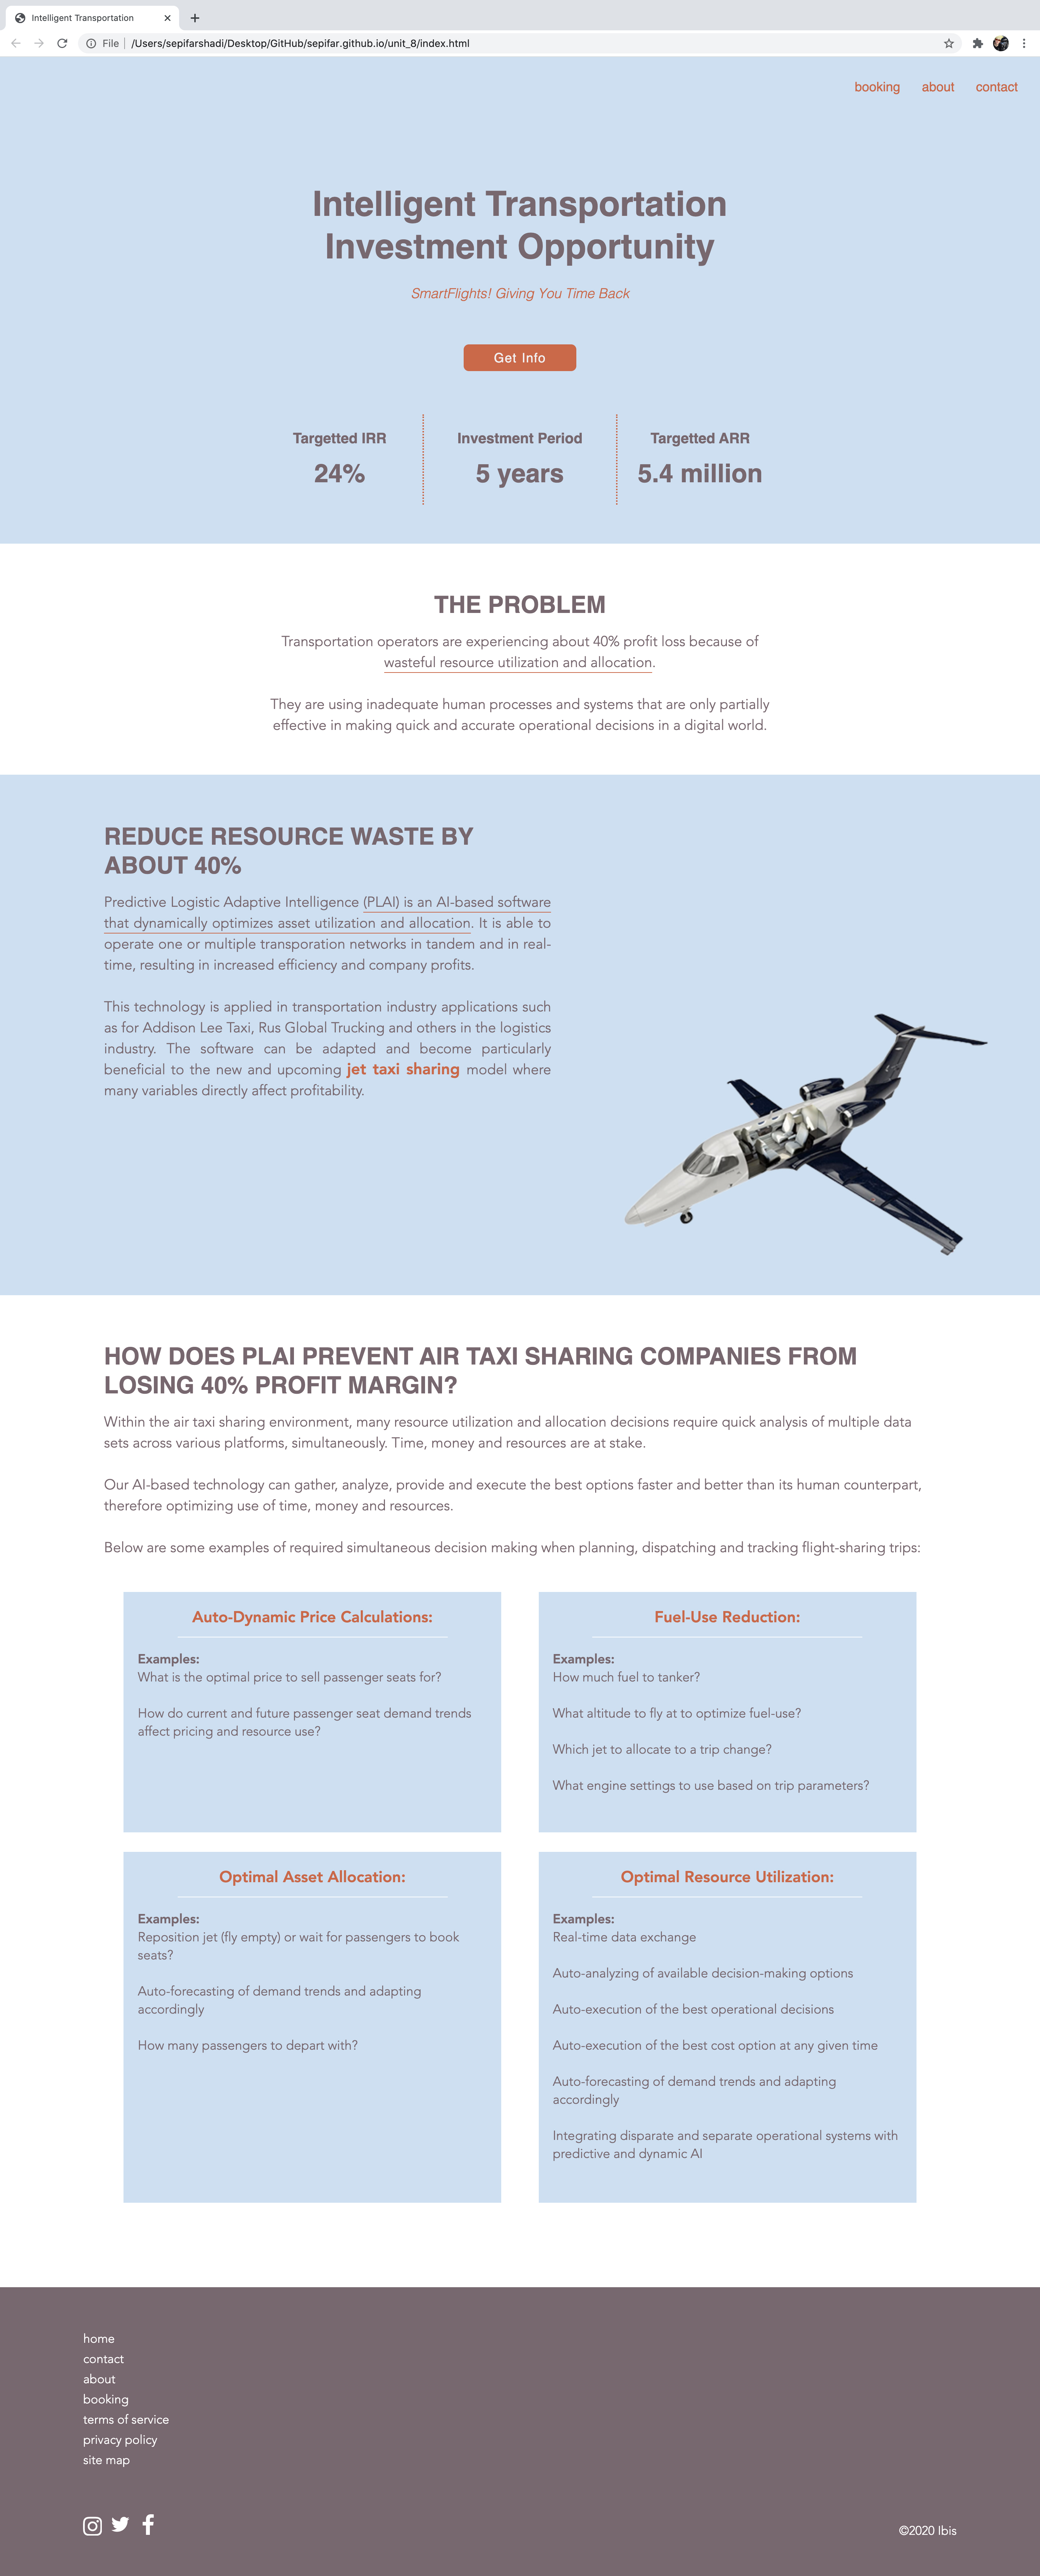 Intelligent Transportation
File
/Users/sepifarshadi/Desktop/GitHub/sepifar.github.io/unit_8/index.html
booking about contact
Intelligent Transportation
Investment Opportunity
SmartFlights! Giving You Time Back
Get Info
Targetted IRR
24%
Investment Period
5 years
Targetted ARR
5.4 million
THE PROBLEM
Transportation operators are experiencing about 40% profit loss because of
wasteful resource utilization and allocation.
They are using inadequate human processes and systems that are only partially
effective in making quick and accurate operational decisions in a digital world.
REDUCE RESOURCE WASTE BY
ABOUT 40%
Predictive Logistic Adaptive Intelligence (PLAI) is an AI-based software
that dynamically optimizes asset utilization and allocation. It is able to
operate one or multiple transporation networks in tandem and in real-
time, resulting in increased efficiency and company profits.
This technology is applied in transportation industry applications such
as for Addison Lee Taxi, Rus Global Trucking and others in the logistics
industry. The software can be adapted and become particularly
beneficial to the new and upcoming jet taxi sharing model where
many variables directly affect profitability.
HOW DOES PLAI PREVENT AIR TAXI SHARING COMPANIES FROM
LOSING 40% PROFIT MARGIN?
Within the air taxi sharing environment, many resource utilization and allocation decisions require quick analysis of multiple data
sets across various platforms, simultaneously. Time, money and resources are at stake.
Our AI-based technology can gather, analyze, provide and execute the best options faster and better than its human counterpart,
therefore optimizing use of time, money and resources.
Below are some examples of required simultaneous decision making when planning, dispatching and tracking flight-sharing trips:
Auto-Dynamic Price Calculations:
Examples:
What is the optimal price to sell passenger seats for?
How do current and future passenger seat demand trends
affect pricing and resource use?
Fuel-Use Reduction:
Examples:
How much fuel to tanker?
What altitude to fly at to optimize fuel-use?
Which jet to allocate to a trip change?
What engine settings to use based on trip parameters?
Optimal Asset Allocation:
Examples:
Reposition jet (fly empty) or wait for passengers to book
seats?
Auto-forecasting of demand trends and adapting
accordingly
How many passengers to depart with?
Optimal Resource Utilization:
Examples:
Real-time data exchange
Auto-analyzing of available decision-making options
Auto-execution of the best operational decisions
Auto-execution of the best cost option at any given time
Auto-forecasting of demand trends and adapting
accordingly
Integrating disparate and separate operational systems with
predictive and dynamic AI
home
contact
about
booking
terms of service
privacy policy
site map
©2020 Ibis